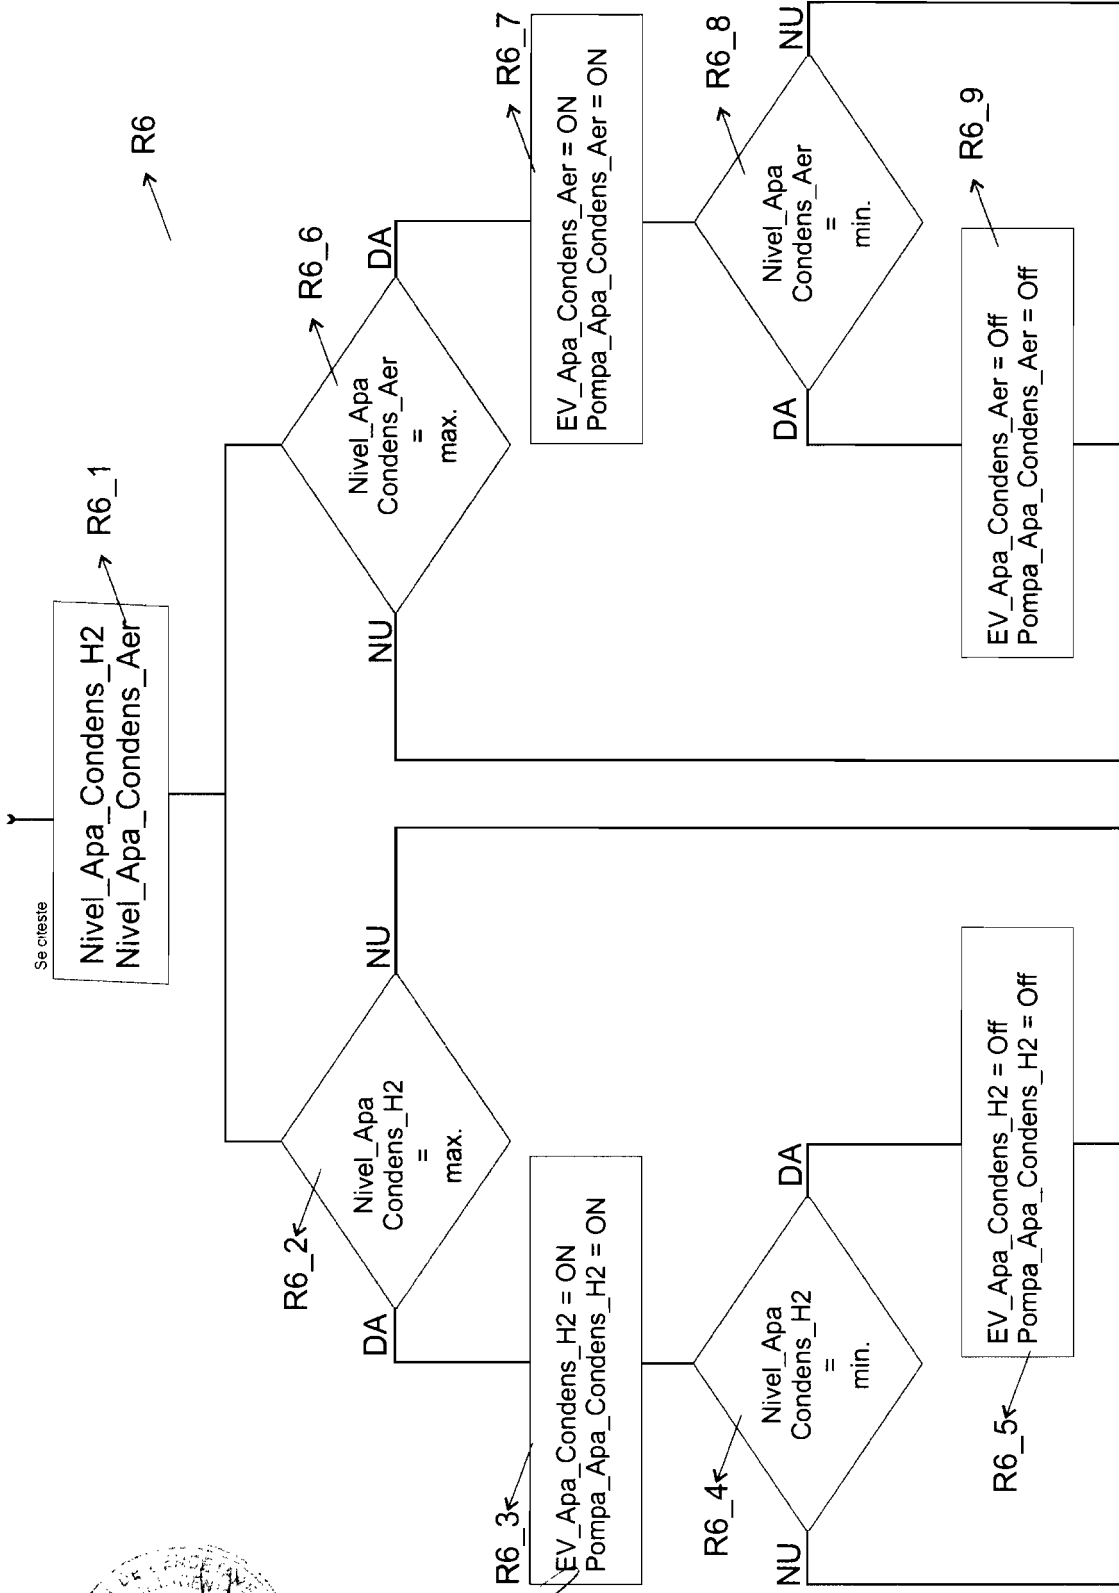 R6
Se citeste
Nivel_Apa_Condens_H2
Nivel_Apa_Condens_Aer
R6_1
R6_2
Nivel_Apa
Condens_H2
=
max.
DA
NU
R6_6
Nivel_Apa
Condens_Aer
=
max.
NU
DA
R6_3
EV_Apa_Condens_H2 = ON
Pompa_Apa_Condens_H2 = ON
R6_7
EV_Apa_Condens_Aer = ON
Pompa_Apa_Condens_Aer = ON
R6_4
Nivel_Apa
Condens_H2
=
min.
NU
DA
R6_8
Nivel_Apa
Condens_Aer
=
min.
DA
NU
R6_5
EV_Apa_Condens_H2 = Off
Pompa_Apa_Condens_H2 = Off
R6_9
EV_Apa_Condens_Aer = Off
Pompa_Apa_Condens_Aer = Off